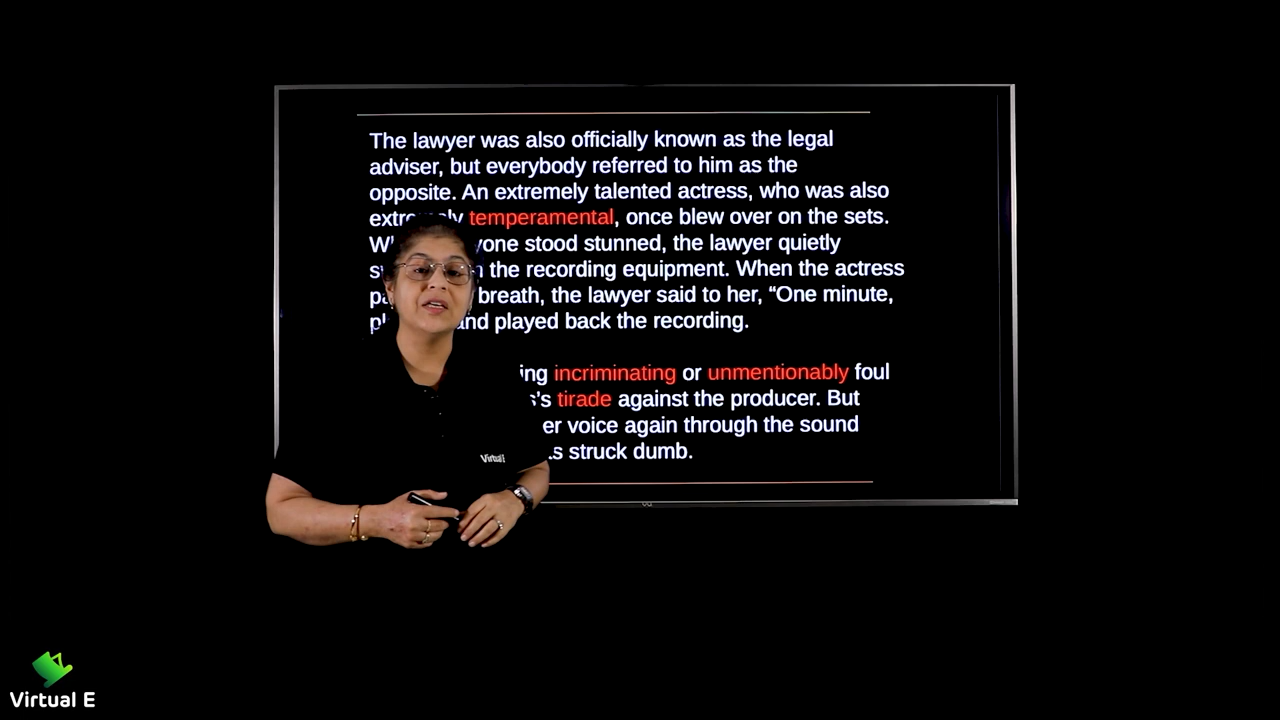 The lawyer was also officially known as the legal
adviser, but everybody referred to him as the
opposite. An extremely talented actress, who was also
temperamental, once blew over on the sets.
stood stunned, the lawyer quietly
the recording equipment. When the actress
breath, the lawyer said to her, “One minute,
and played back the recording.
incriminating or unmentionably foul
tirade against the producer. But
voice again through the sound
struck dumb.
Virtual E
Virtual E